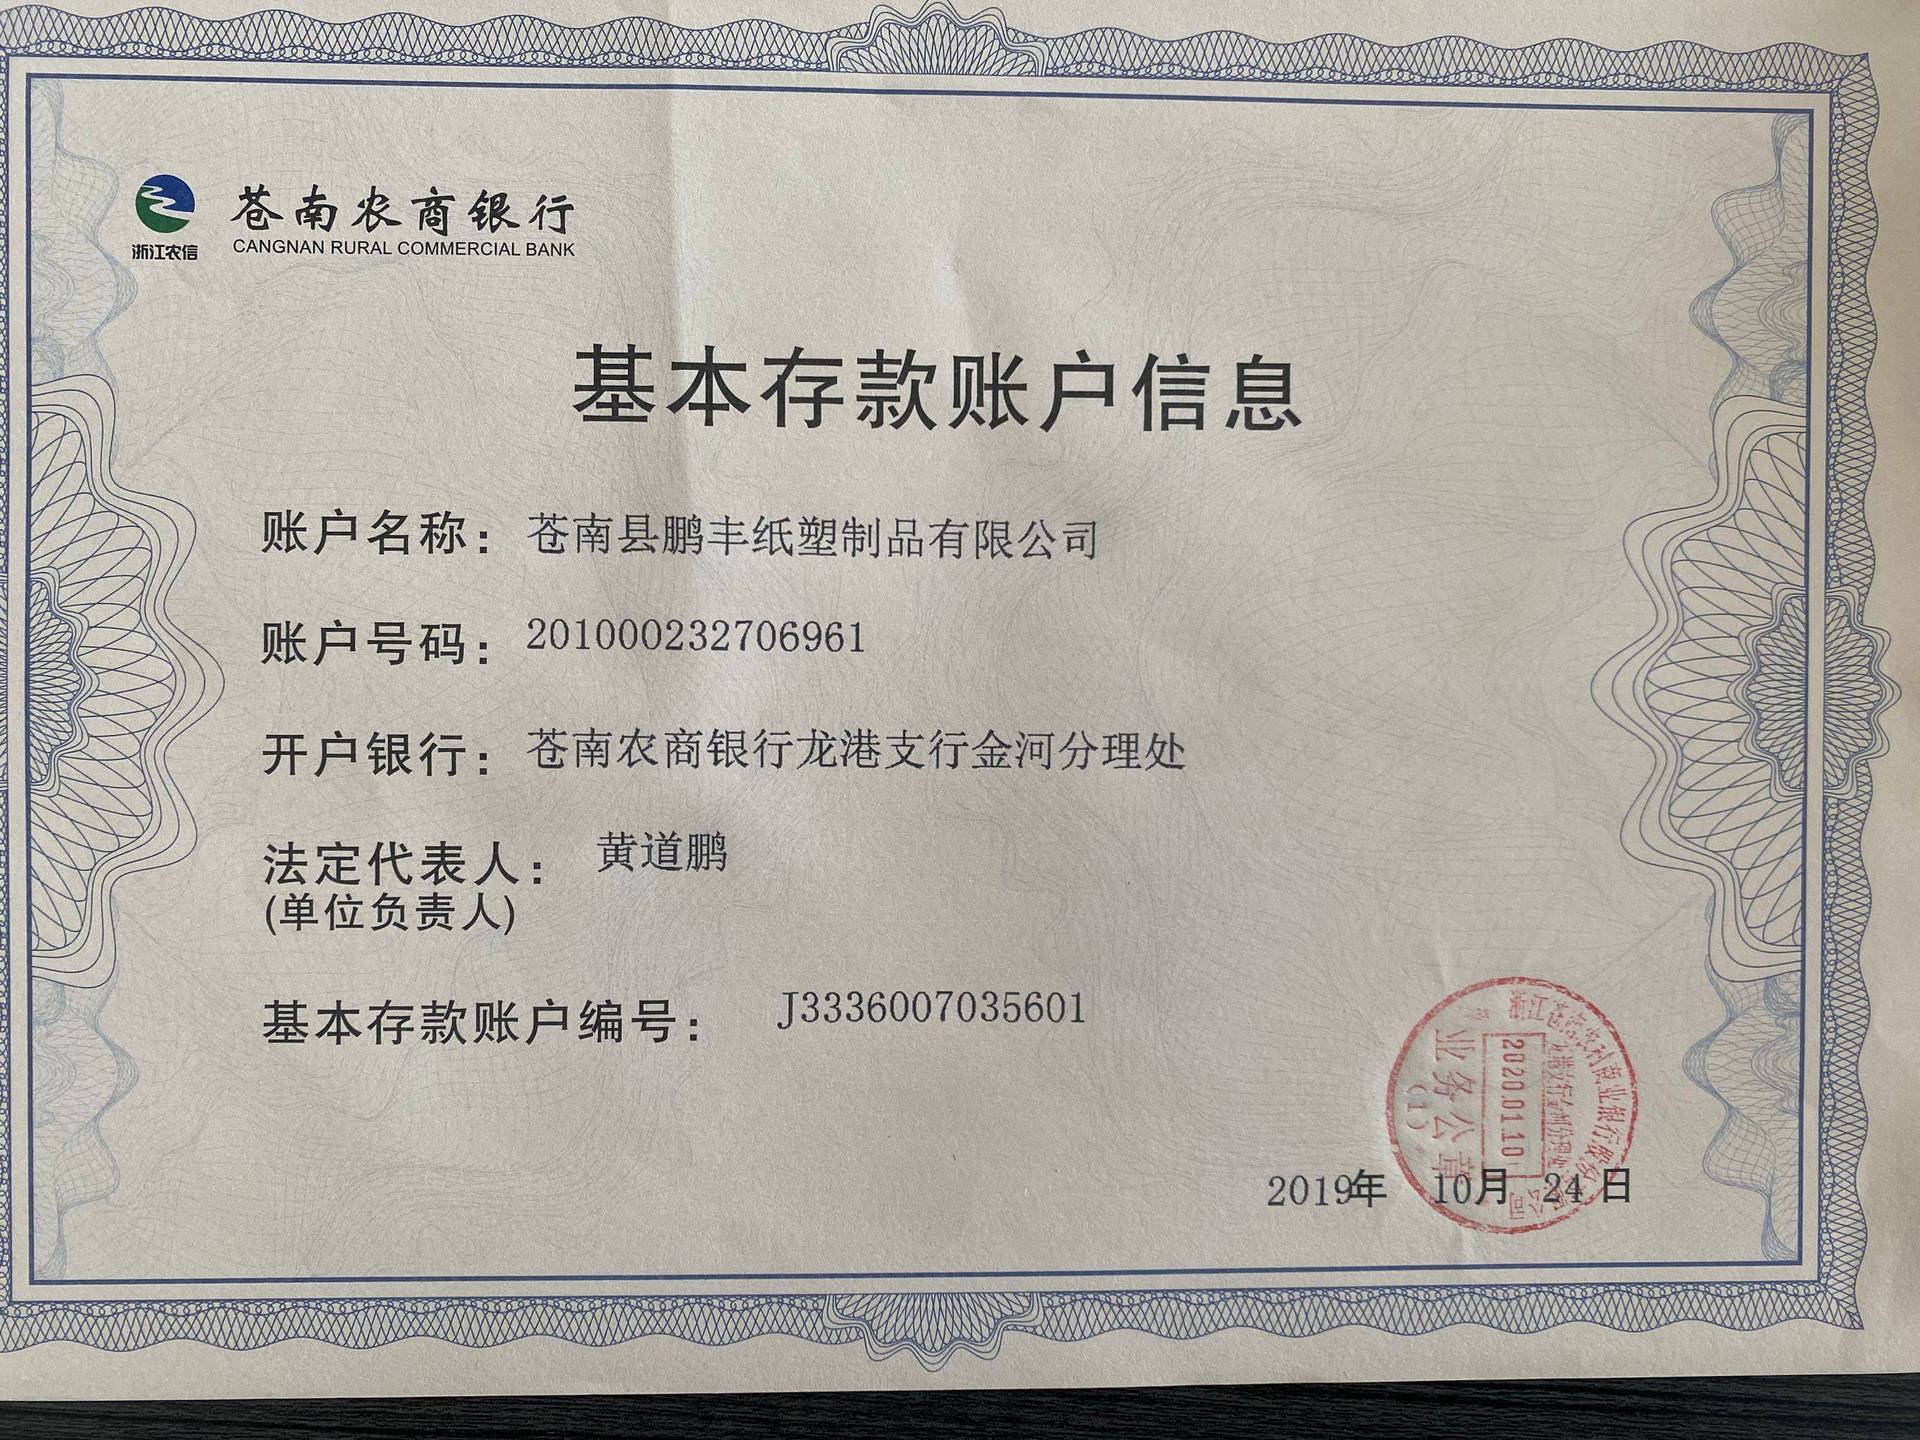 浙江农信
苍南农商银行
CANGNAN RURAL COMMERCIAL BANK
基本存款账户信息
账户名称：苍南县鹏丰纸塑制品有限公司
账户号码：201000232706961
开户银行：苍南农商银行龙港支行金河分理处
法定代表人：黄道鹏
(单位负责人)
基本存款账户编号：J3336007035601
2020.01.10
业务公章
(1)
2019年 10月 24日